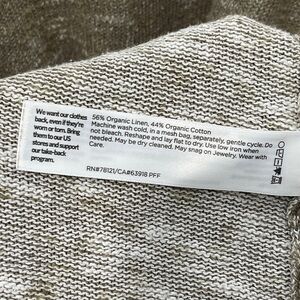 We want our clothes
back, even if they're
worn or torn. Bring
them to our US
stores and support
our take-back
program.
56% Organic Linen, 44% Organic Cotton
Machine wash cold, in a mesh bag, separately, gentle cycle. Do
not bleach. Reshape and lay flat to dry. Use low iron when
needed. May be dry cleaned. May snag on Jewelry. Wear with
Care.
RN#78121/CA#63918 PFF